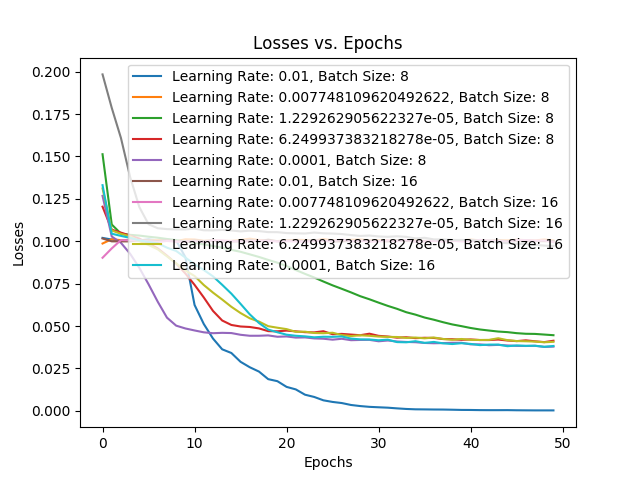 Losses vs. Epochs
Losses
0.200
0.175
0.150
0.125
0.100
0.075
0.050
0.025
0.000
Learning Rate: 0.01, Batch Size: 8
Learning Rate: 0.007748109620492622, Batch Size: 8
Learning Rate: 1.229262905622327e-05, Batch Size: 8
Learning Rate: 6.249937383218278e-05, Batch Size: 8
Learning Rate: 0.0001, Batch Size: 8
Learning Rate: 0.01, Batch Size: 16
Learning Rate: 0.007748109620492622, Batch Size: 16
Learning Rate: 1.229262905622327e-05, Batch Size: 16
Learning Rate: 6.249937383218278e-05, Batch Size: 16
Learning Rate: 0.0001, Batch Size: 16
0 10 20 30 40 50
Epochs